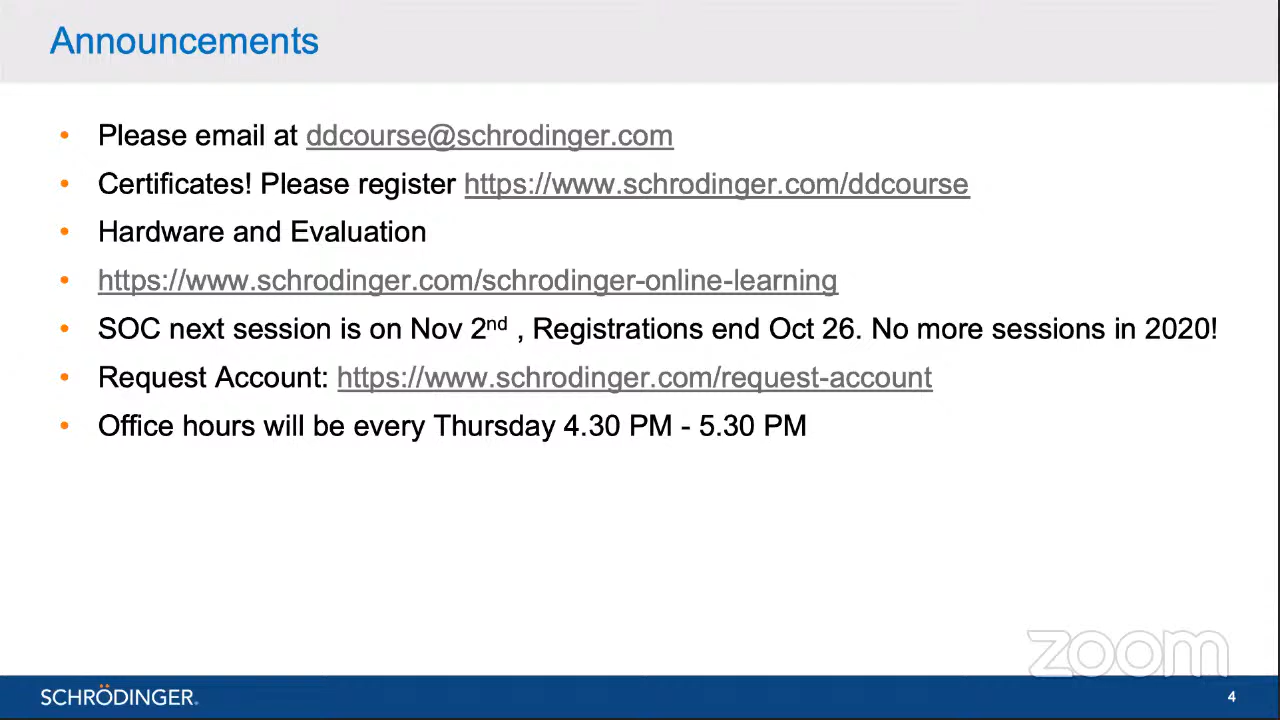 Announcements
• Please email at ddcourse@schrodinger.com
• Certificates! Please register https://www.schrodinger.com/ddcourse
• Hardware and Evaluation
• https://www.schrodinger.com/schrodinger-online-learning
• SOC next session is on Nov 2nd , Registrations end Oct 26. No more sessions in 2020!
• Request Account: https://www.schrodinger.com/request-account
• Office hours will be every Thursday 4.30 PM - 5.30 PM
zoom
SCHRÖDINGER.
4